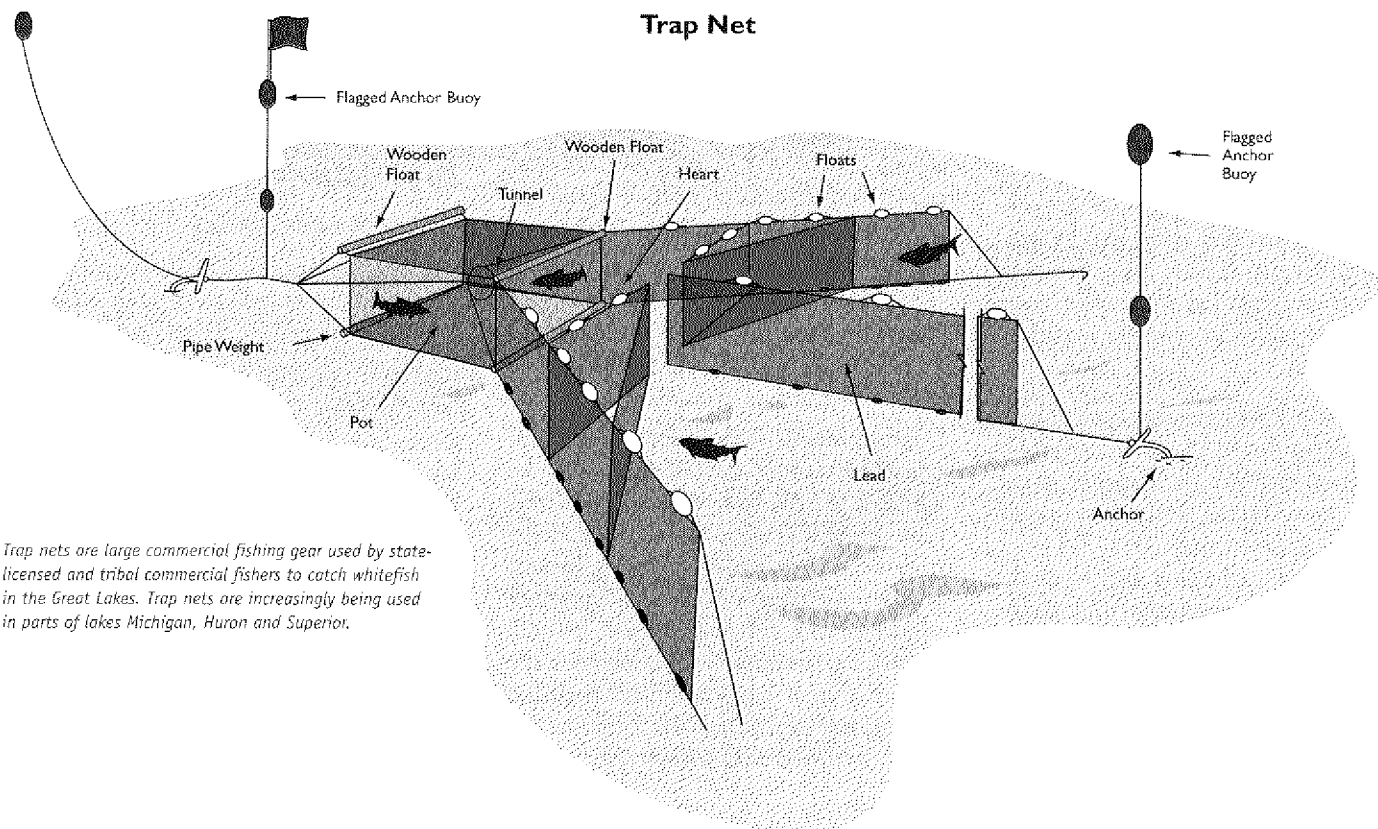 Trap Net
Flagged Anchor Buoy
Wooden
Float
Tunnel
Wooden Float
Heart
Floats
Flagged
Anchor
Buoy
Pipe Weight
Pot
Lead
Anchor
Trap nets are large commercial fishing gear used by state-
licensed and tribal commercial fishers to catch whitefish
in the Great Lakes. Trap nets are increasingly being used
in parts of lakes Michigan, Huron and Superior.